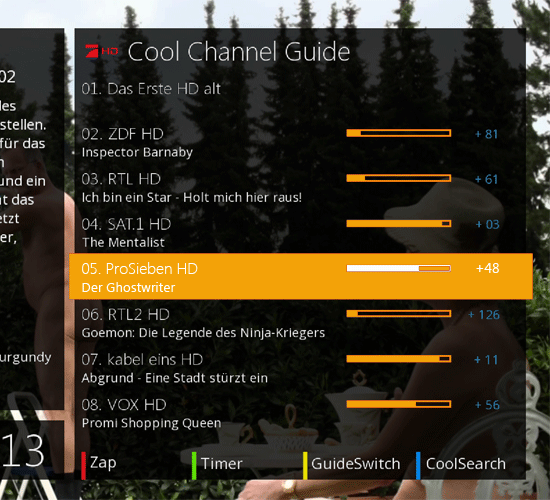 HD Cool Channel Guide
01. Das Erste HD alt
02. ZDF HD + 81
Inspector Barnaby
03. RTL HD + 61
Ich bin ein Star - Holt mich hier raus!
04. SAT.1 HD + 03
The Mentalist
05. ProSieben HD +48
Der Ghostwriter
06. RTL2 HD + 126
Goemon: Die Legende des Ninja-Kriegers
07. kabel eins HD + 11
Abgrund - Eine Stadt stürzt ein
08. VOX HD + 56
Promi Shopping Queen
Zap Timer GuideSwitch CoolSearch
02
des
stellen.
für das
n
und ein
t das
etzt
er,
urgundy
13